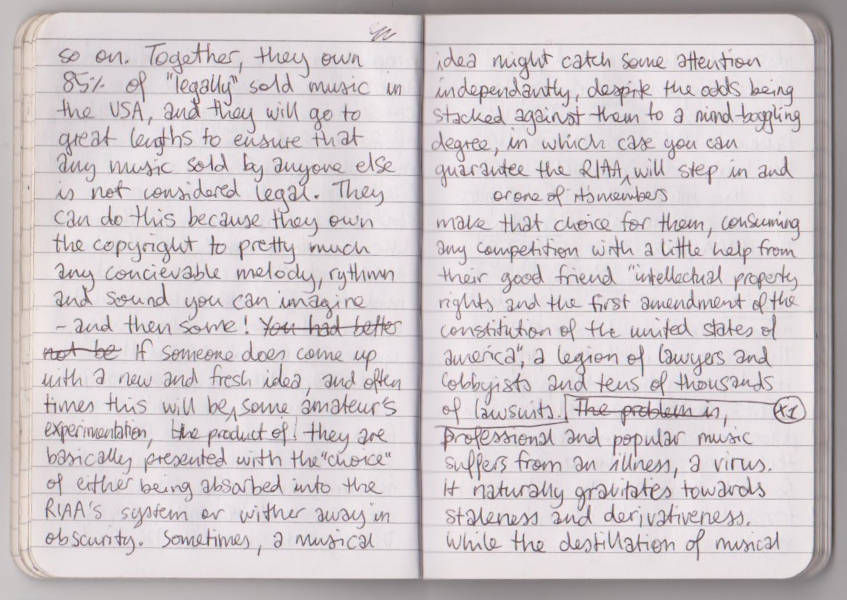 so on. Together, they own
85% of "legally" sold music in
the USA, and they will go to
great lengths to ensure that
any music sold by anyone else
is not considered legal. They
can do this because they own
the copyright to pretty much
any concievable melody, rythmn
and sound you can imagine
- and then some! You had better
not be If someone does come up
with a new and fresh idea, and often
times this will be, some amateur's
experimentation, the product of! they are
basically presented with the "choice"
of either being absorbed into the
RIAA's system or wither away in
obscurity. Sometimes, a musical
idea might catch some attention
independantly, despite the odds being
stacked against them to a mind-boggling
degree, in which case you can
guarantee the RIAA, will step in and
or one of its members
make that choice for them, consuming
any competition with a little help from
their good friend "intellectual property
rights and the first amendment of the
constitution of the united states of
america", a legion of lawyers and
lobbyists and tens of thousands
of lawsuits. The problem is, x1
professional and popular music
suffers from an illness, a virus.
It naturally gravitates towards
staleness and derivativeness.
While the destillation of musical